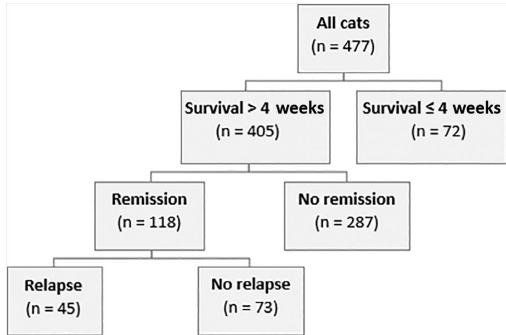 All cats
(n = 477)
Survival > 4 weeks
(n = 405)
Survival ≤ 4 weeks
(n = 72)
Remission
(n = 118)
No remission
(n = 287)
Relapse
(n = 45)
No relapse
(n = 73)